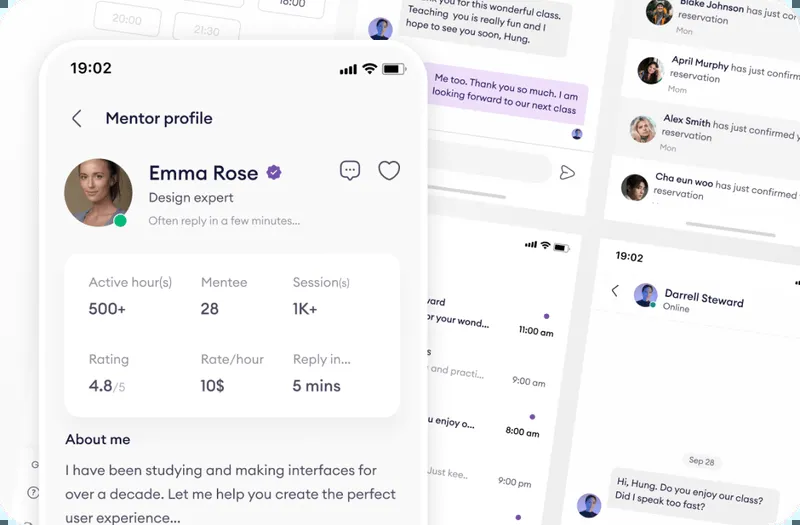 19:02
Mentor profile
Emma Rose
Design expert
Often reply in a few minutes...
Active hour(s)
Mentee
Session(s)
500+
28
1K+
Rating
Rate/hour
Reply in...
4.8/5
10$
5 mins
About me
I have been studying and making interfaces for
over a decade. Let me help you create the perfect
user experience...
20:00
21:30
18:00
you for this wonderful class.
Teaching you is really fun and I
hope to see you soon, Hung.
Me too. Thank you so much. I am
looking forward to our next class
Blake Johnson has just con
reservation
Mon
April Murphy has just confirm
reservation
Mom
Alex Smith has just confirmed y
reservation
Mon
Cha eun woo has just confirmed
reservation
or your wond...
11:00 am
and practi...
9:00 am
u enjoy o...
8:00 am
Just kee..
9:00 pm
19:02
Darrell Steward
Online
Sep 28
Hi, Hung. Do you enjoy our class?
Did I speak too fast?